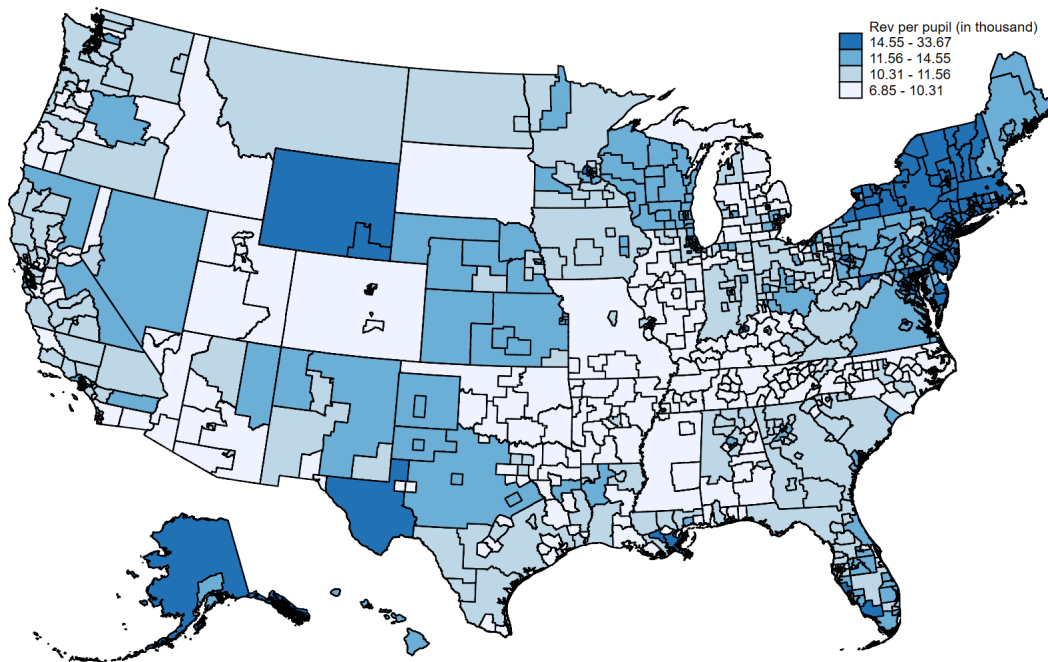 Rev per pupil (in thousand)
14.55 - 33.67
11.56 - 14.55
10.31 - 11.56
6.85 - 10.31